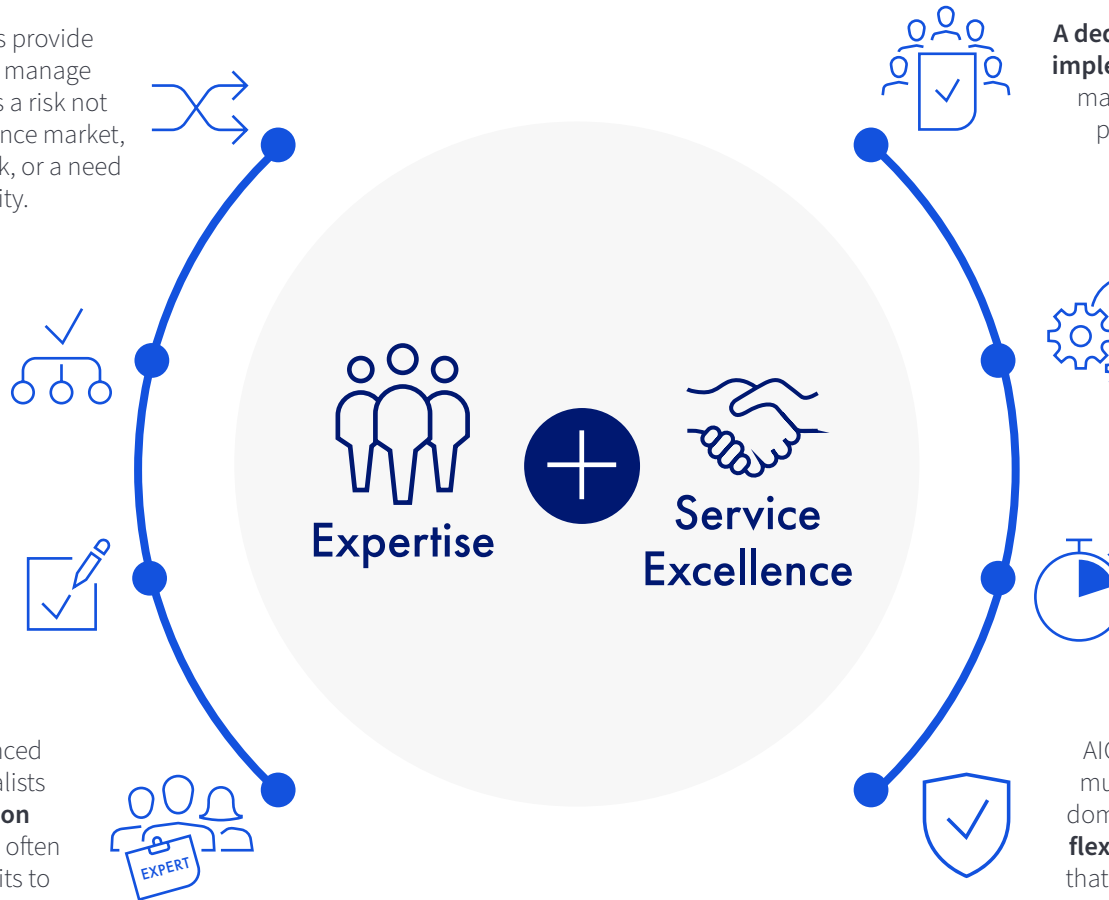 s provide
manage
s a risk not
nce market,
k, or a need
ity.
A dec
imple
ma
p
Expertise
Service
Excellence
nced
alists
on
often
its to
EXPERT
AIG
mu
dom
flex
that